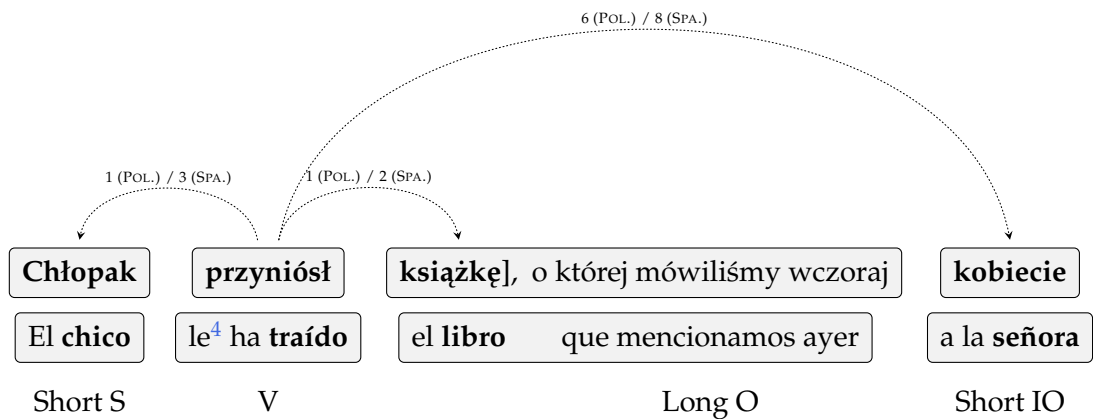 6 (POL.) / 8 (SPA.)
1 (POL.) / 3 (SPA.) 1 (POL.) / 2 (SPA.)
Chłopak przyniósł książkę], o której mówiliśmy wczoraj kobiecie
El chico le4 ha traído el libro que mencionamos ayer a la señora
Short S V Long O Short IO